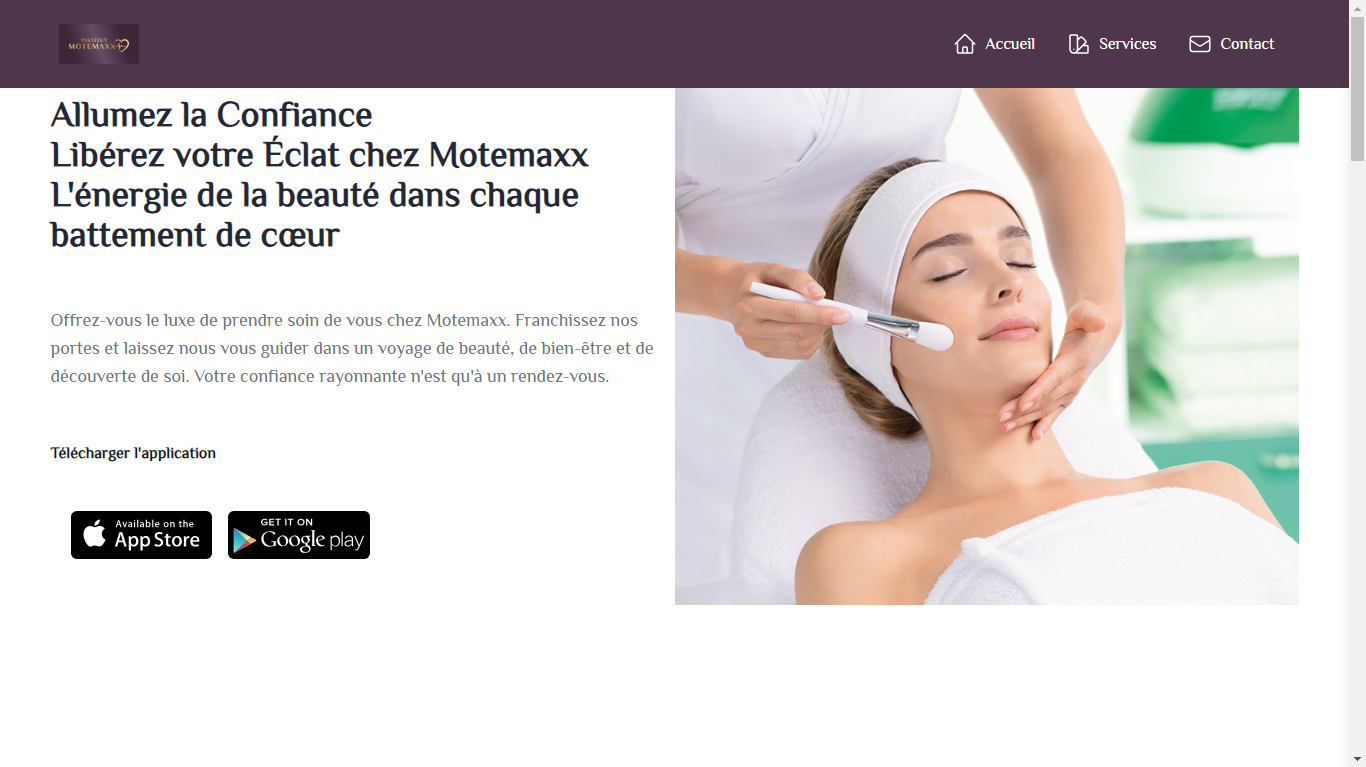 INSTITUT
MOTEMAXX
Accueil
Services
Contact
Allumez la Confiance
Libérez votre Éclat chez Motemaxx
L'énergie de la beauté dans chaque
battement de cœur
Offrez-vous le luxe de prendre soin de vous chez Motemaxx. Franchissez nos
portes et laissez nous vous guider dans un voyage de beauté, de bien-être et de
découverte de soi. Votre confiance rayonnante n'est qu'à un rendez-vous.
Télécharger l'application
Available on the
App Store
GET IT ON
Google play